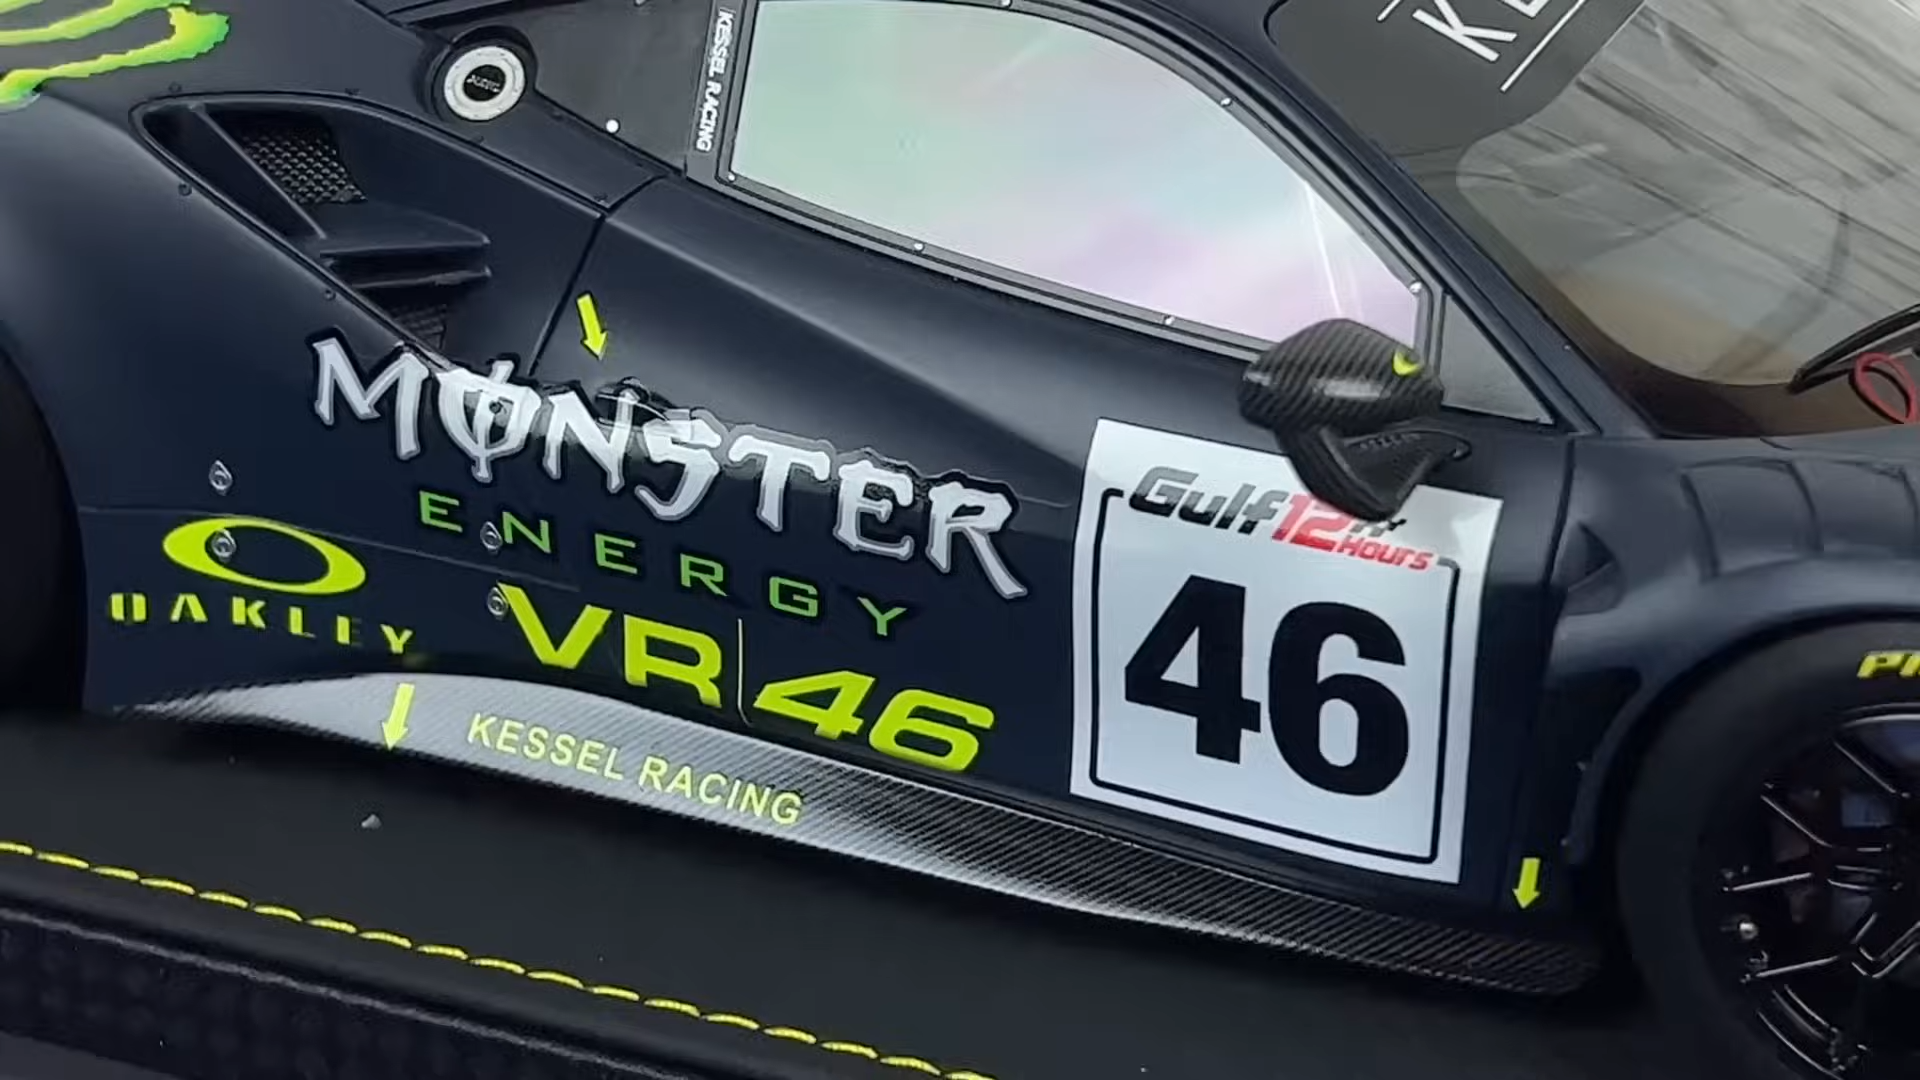 KESSEL RACING
MONSTER
ENERGY
OAKLEY
VR|46
KESSEL RACING
Gulf 12 Hours
46